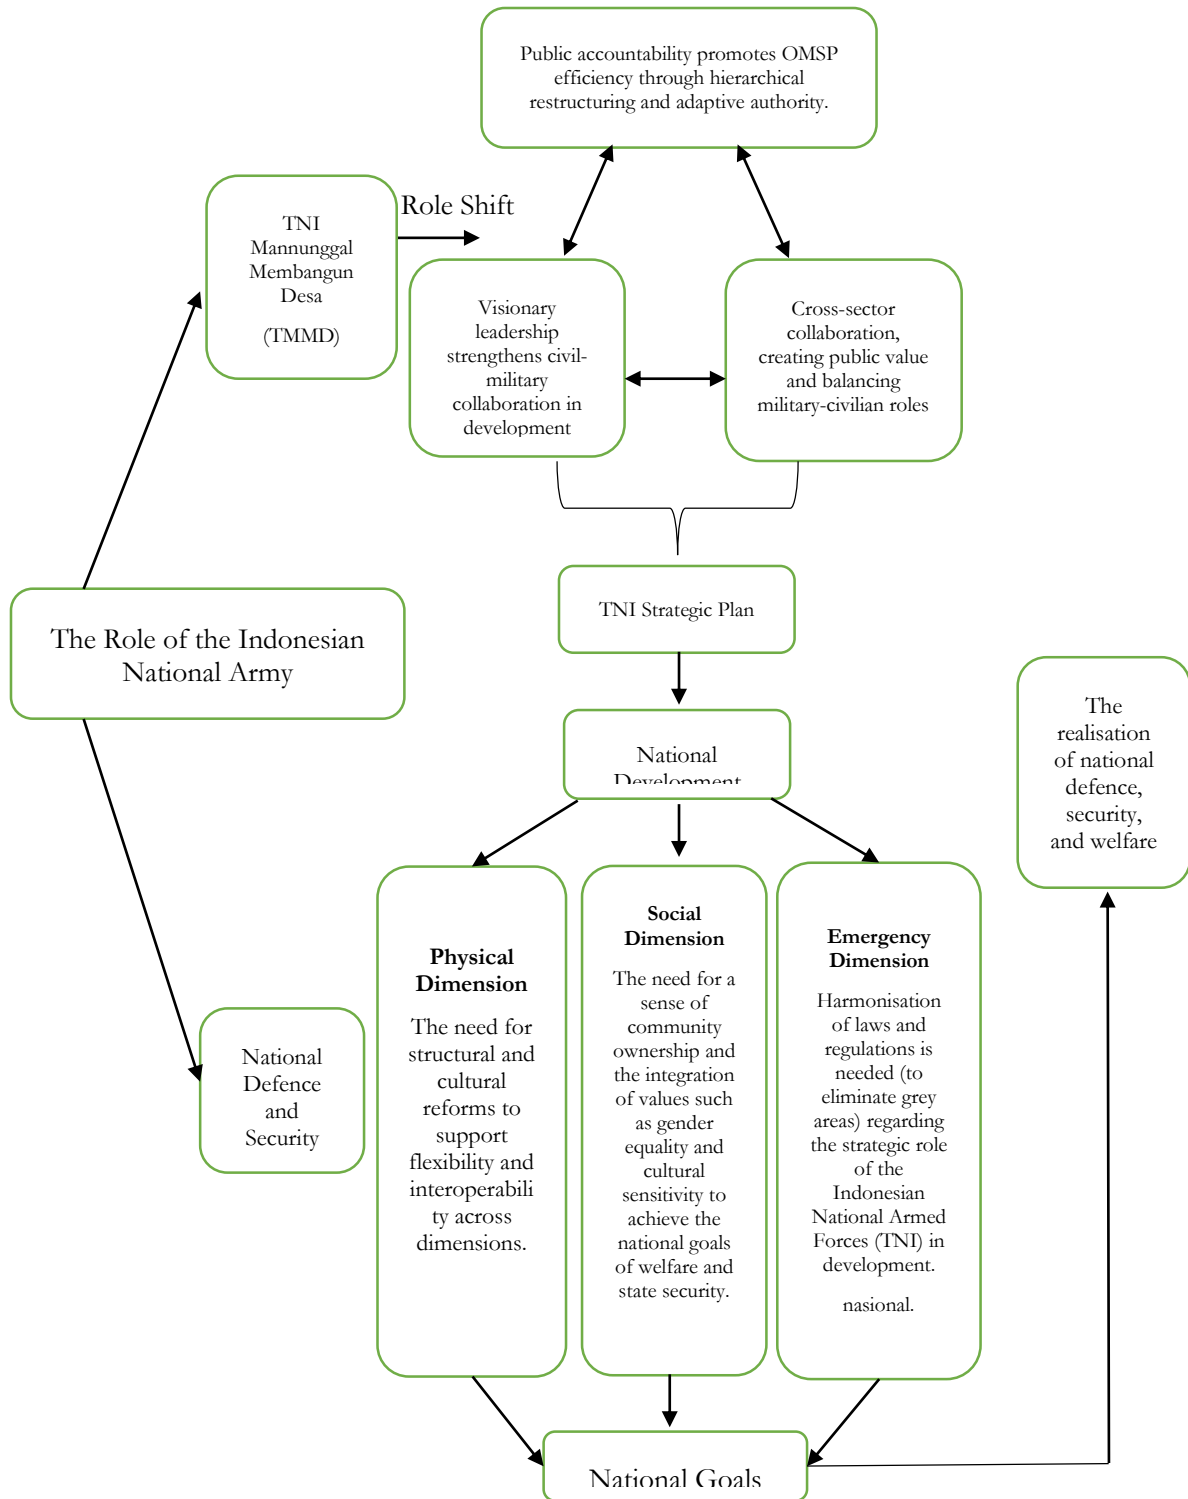 Public accountability promotes OMSP
efficiency through hierarchical
restructuring and adaptive authority.
TNI
Mannunggal
Membangun
Desa
(TMMD)
Role Shift
Visionary
leadership
strengthens civil-
military
collaboration in
development
Cross-sector
collaboration,
creating public value
and balancing
military-civilian roles
TNI Strategic Plan
The Role of the Indonesian
National Army
National
Development
The
realisation
of national
defence,
security,
and welfare
Physical
Dimension
The need for
structural and
cultural
reforms to
support
flexibility and
interoperabili
ty across
dimensions.
Social
Dimension
The need for a
sense of
community
ownership and
the integration
of values such
as gender
equality and
cultural
sensitivity to
achieve the
national goals
of welfare and
state security.
Emergency
Dimension
Harmonisation
of laws and
regulations is
needed (to
eliminate grey
areas) regarding
the strategic role
of the
Indonesian
National Armed
Forces (TNI) in
development.
nasional.
National
Defence
and
Security
National Goals